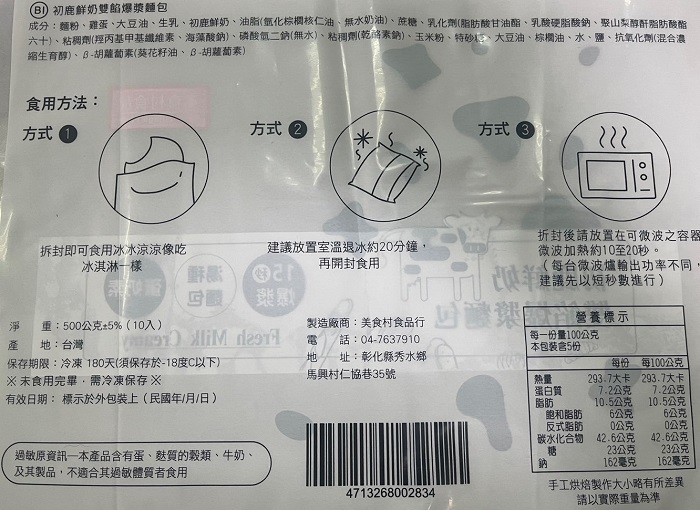 (B) 初鹿鮮奶雙餡爆漿麵包
成分：麵粉、雞蛋、大豆油、生乳、初鹿鮮奶、油脂(氫化棕櫚核仁油、無水奶油)、蔗糖、乳化劑(脂肪酸甘油酯、乳酸硬脂酸鈉、聚山梨醇酐脂肪酸酯
六十)、粘稠劑(羥丙基甲基纖維素、海藻酸鈉)、磷酸氫二鈉(無水)、粘稠劑(乾酪素鈉)、玉米粉、特砂糖、大豆油、棕櫚油、水、鹽、抗氧化劑(混合濃
縮生育醇)、β-胡蘿蔔素(葵花籽油、β-胡蘿蔔素)
食用方法：
方式 1
方式 2
方式 3
拆封即可食用冰冰涼涼像吃
冰淇淋一樣
建議放置室溫退冰約20分鐘，
再開封食用
折封後請放置在可微波之容器
微波加熱約10至20秒。
（每台微波爐輸出功率不同，
建議先以短秒數進行）
淨　重：500公克±5%（10入）
產　地：台灣
保存期限：冷凍 180天(須保存於-18度C以下)
※ 未食用完畢，需冷凍保存 ※
有效日期： 標示於外包裝上（民國年/月/日）
製造廠商：美食村食品行
電　話：04-7637910
地　址：彰化縣秀水鄉
馬興村仁協巷35號
營養標示
每一份量100公克
本包裝含5份
每份 每100公克
熱量 293.7大卡 293.7大卡
蛋白質 7.2公克 7.2公克
脂肪 10.5公克 10.5公克
飽和脂肪 6公克 6公克
反式脂肪 0公克 0公克
碳水化合物 42.6公克 42.6公克
糖 23公克 23公克
鈉 162毫克 162毫克
手工烘焙製作大小略有所差異
請以實際重量為準
過敏原資訊—本產品含有蛋、麩質的穀類、牛奶、
及其製品，不適合其過敏體質者食用
4713268002834